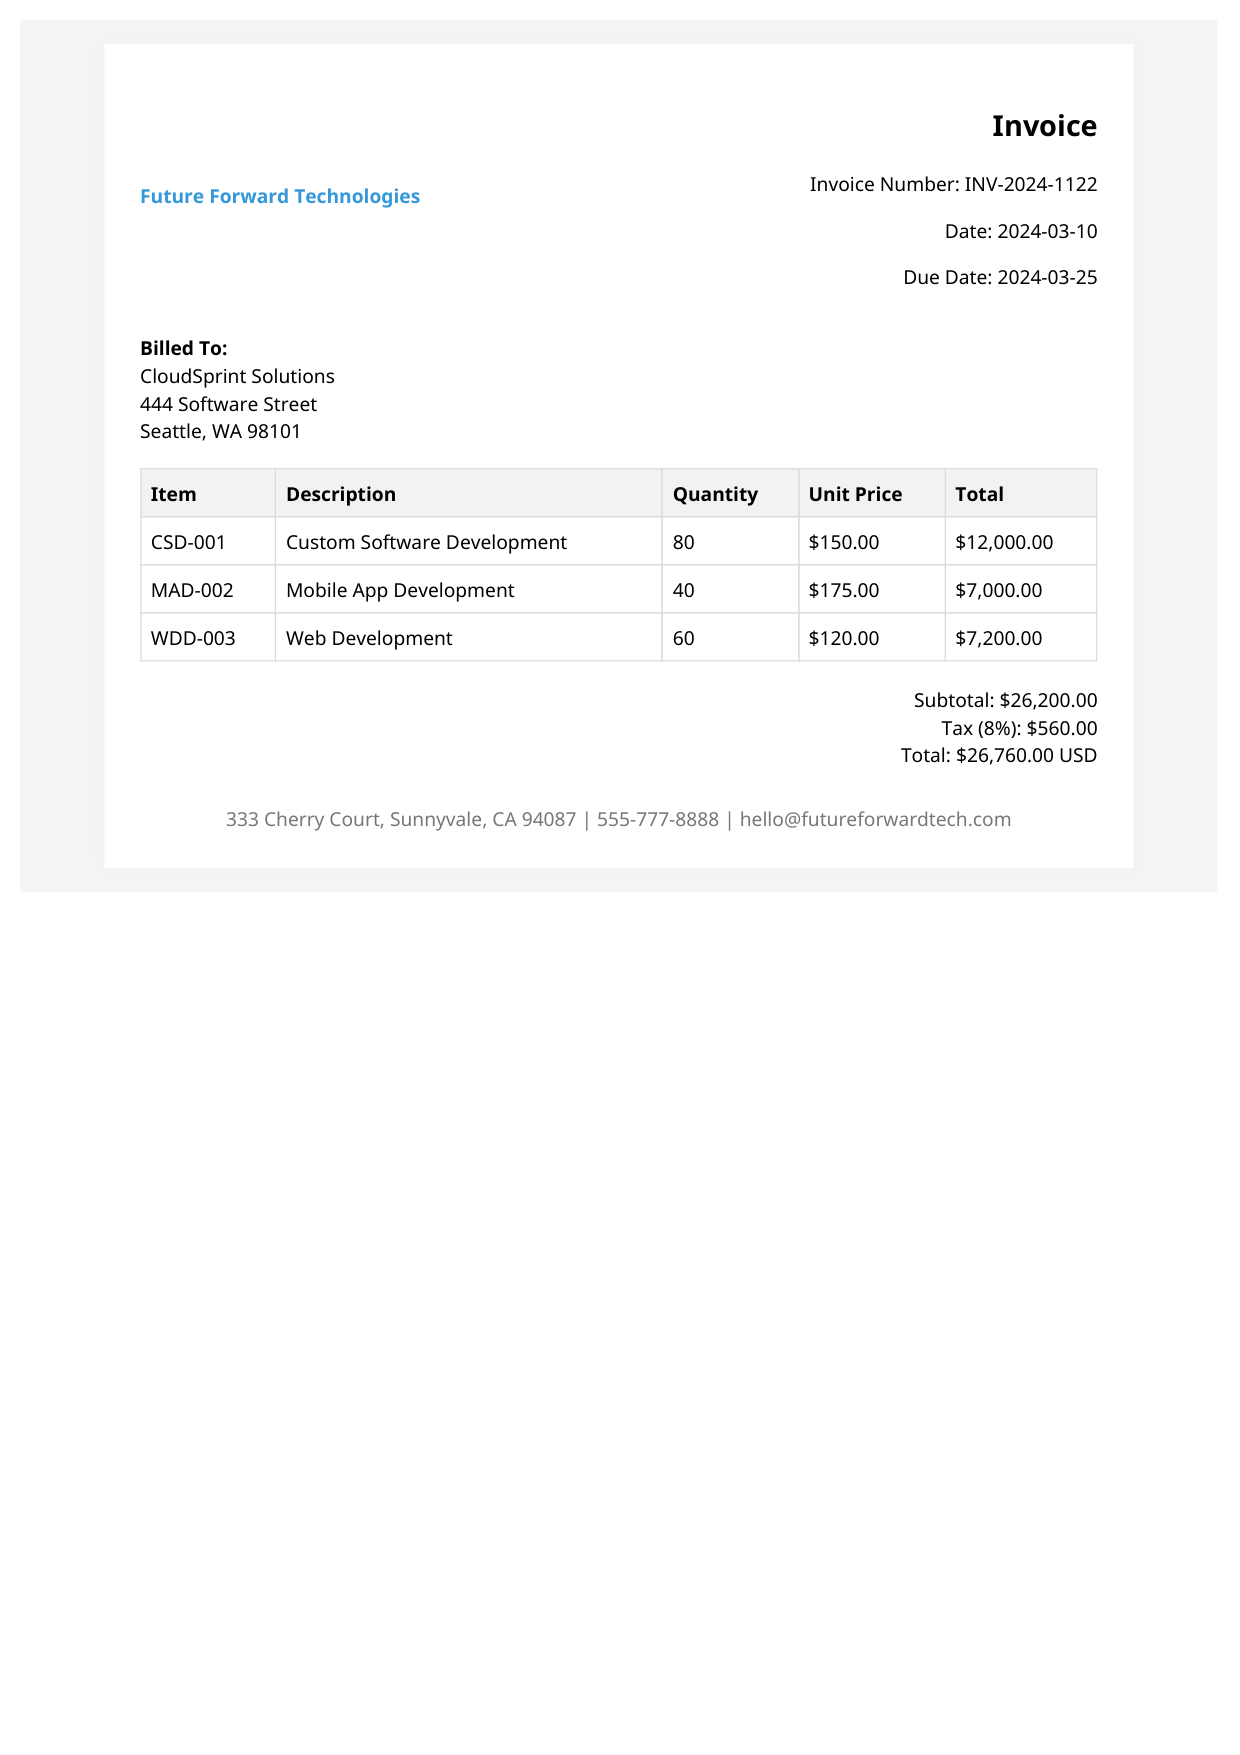 Invoice
Future Forward Technologies
Invoice Number: INV-2024-1122
Date: 2024-03-10
Due Date: 2024-03-25
Billed To:
CloudSprint Solutions
444 Software Street
Seattle, WA 98101
Item Description Quantity Unit Price Total
CSD-001 Custom Software Development 80 $150.00 $12,000.00
MAD-002 Mobile App Development 40 $175.00 $7,000.00
WDD-003 Web Development 60 $120.00 $7,200.00
Subtotal: $26,200.00
Tax (8%): $560.00
Total: $26,760.00 USD
333 Cherry Court, Sunnyvale, CA 94087 | 555-777-8888 | hello@futureforwardtech.com